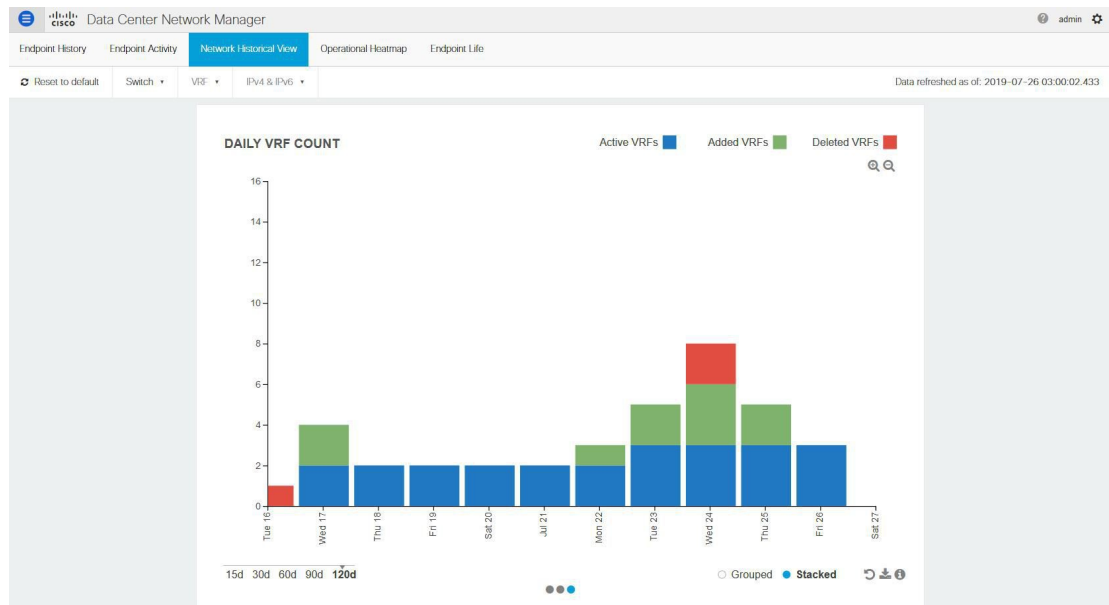 cisco Data Center Network Manager admin
Endpoint History Endpoint Activity Network Historical View Operational Heatmap Endpoint Life
Reset to default Switch VRF IPv4 & IPv6 Data refreshed as of: 2019-07-26 03:00:02.433
DAILY VRF COUNT Active VRFs Added VRFs Deleted VRFs
16
14
12
10
8
6
4
2
0
Tue 16 Wed 17 Thu 18 Fri 19 Sat 20 Jul 21 Mon 22 Tue 23 Wed 24 Thu 25 Fri 26 Sat 27
15d 30d 60d 90d 120d Grouped Stacked